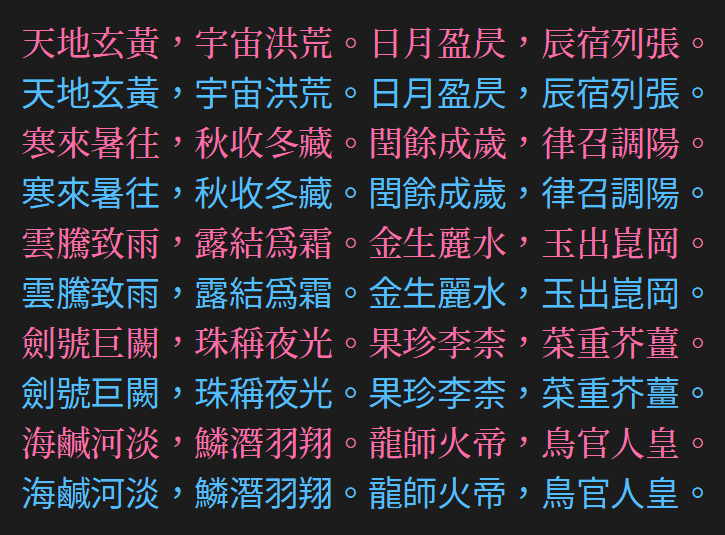 天地玄黃，宇宙洪荒。日月盈昃，辰宿列張。
天地玄黃，宇宙洪荒。日月盈昃，辰宿列張。
寒來暑往，秋收冬藏。閏餘成歲，律召調陽。
寒來暑往，秋收冬藏。閏餘成歲，律召調陽。
雲騰致雨，露結爲霜。金生麗水，玉出崑岡。
雲騰致雨，露結爲霜。金生麗水，玉出崑岡。
劍號巨闕，珠稱夜光。果珍李柰，菜重芥薑。
劍號巨闕，珠稱夜光。果珍李柰，菜重芥薑。
海鹹河淡，鱗潛羽翔。龍師火帝，鳥官人皇。
海鹹河淡，鱗潛羽翔。龍師火帝，鳥官人皇。